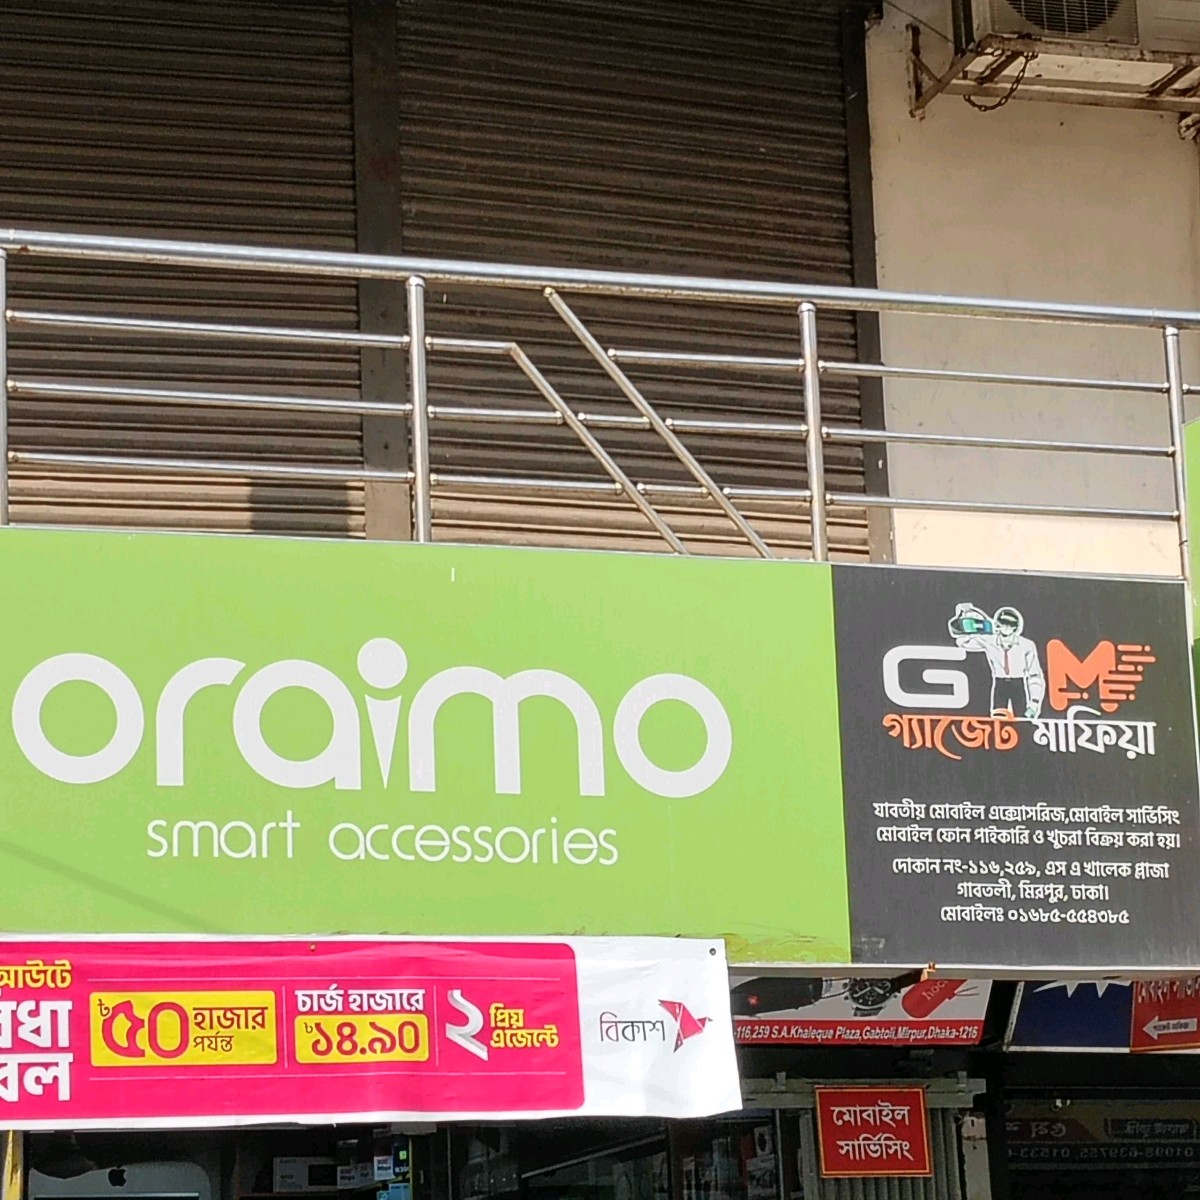 oraimo
smart accessories
G M
গ্যাজেট মাফিয়া
যাবতীয় মোবাইল এক্সোসরিজ,মোবাইল সার্ভিসিং
মোবাইল ফোন পাইকারি ও খুচরা বিক্রয় করা হয়।
দোকান নং-১১৬,২৫৯, এস এ খালেক প্লাজা
গাবতলী, মিরপুর, ঢাকা।
মোবাইলঃ ০১৬৮৫-৫৫৪৩৮৫
আউটে
৳৫০ হাজার পর্যন্ত
চার্জ হাজারে
৳১৪.৯০
২ প্রিয় এজেন্টে
বিকাশ
-116,259 S.A.Khaleque Plaza,Gabtoli,Mirpur,Dhaka-1216
মোবাইল
সার্ভিসিং